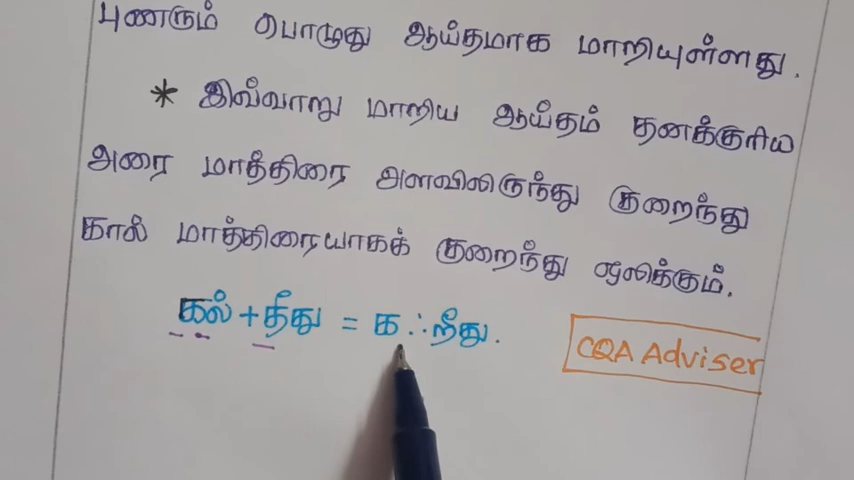 புணரும் பொழுது ஆய்தமாக மாறியுள்ளது.
* இவ்வாறு மாறிய ஆய்தம் தனக்குரிய
அரை மாத்திரை அளவிலிருந்து குறைந்து
கால் மாத்திரையாகக் குறைந்து ஒலிக்கும்.
கல் + தீது = கஃறீது.
CQA Adviser